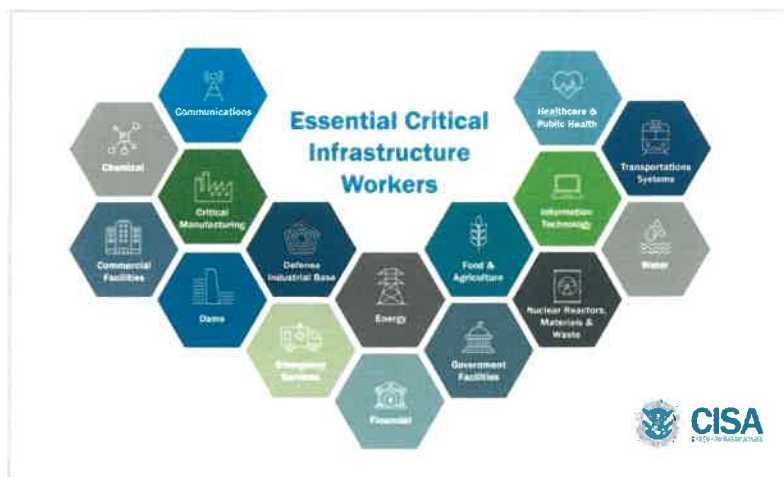 Essential Critical
Infrastructure
Workers
Communications
Healthcare &
Public Health
Chemical
Transportations
Systems
Critical
Manufacturing
Information
Technology
Commercial
Facilities
Defense
Industrial Base
Food &
Agriculture
Water
Dams
Energy
Nuclear Reactors,
Materials &
Waste
Emergency
Services
Government
Facilities
Financial
CISA